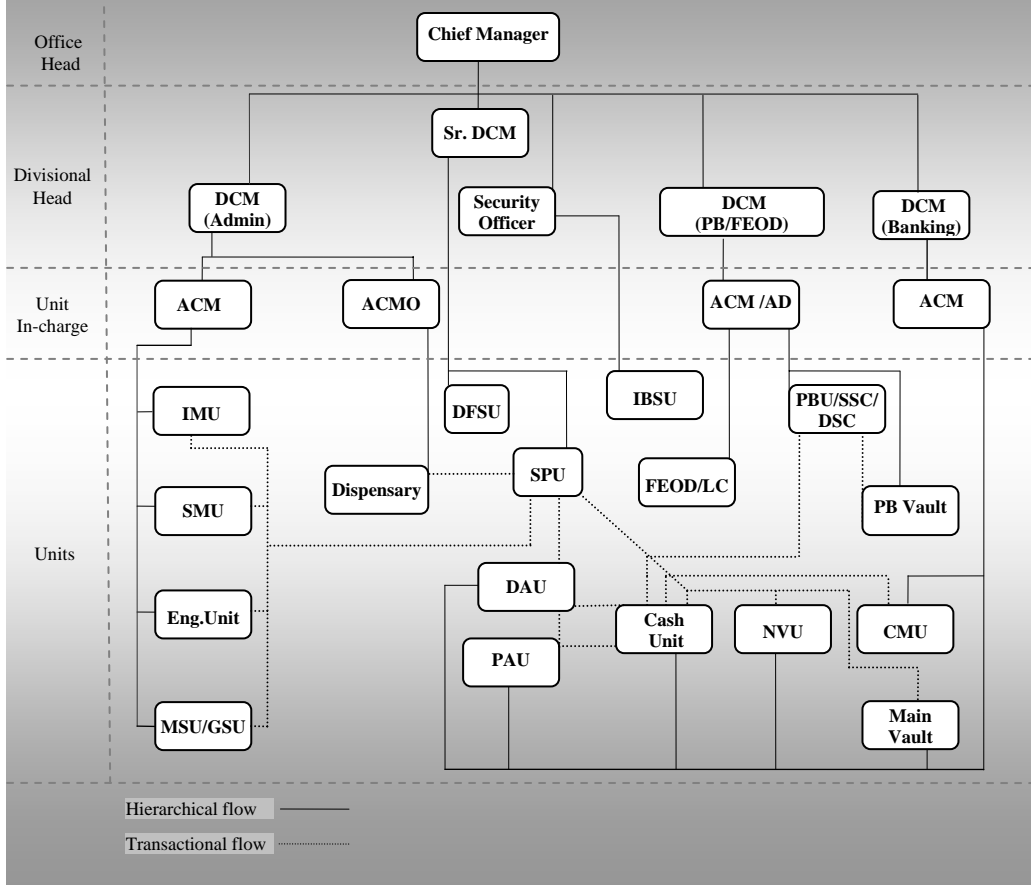 Office
Head
Chief Manager
Divisional
Head
Sr. DCM
DCM
(Admin)
Security
Officer
DCM
(PB/FEOD)
DCM
(Banking)
Unit
In-charge
ACM
ACMO
ACM /AD
ACM
Units
IMU
DFSU
IBSU
PBU/SSC/
DSC
Dispensary
SPU
FEOD/LC
PB Vault
SMU
DAU
Eng.Unit
Cash
Unit
NVU
CMU
PAU
MSU/GSU
Main
Vault
Hierarchical flow
Transactional flow